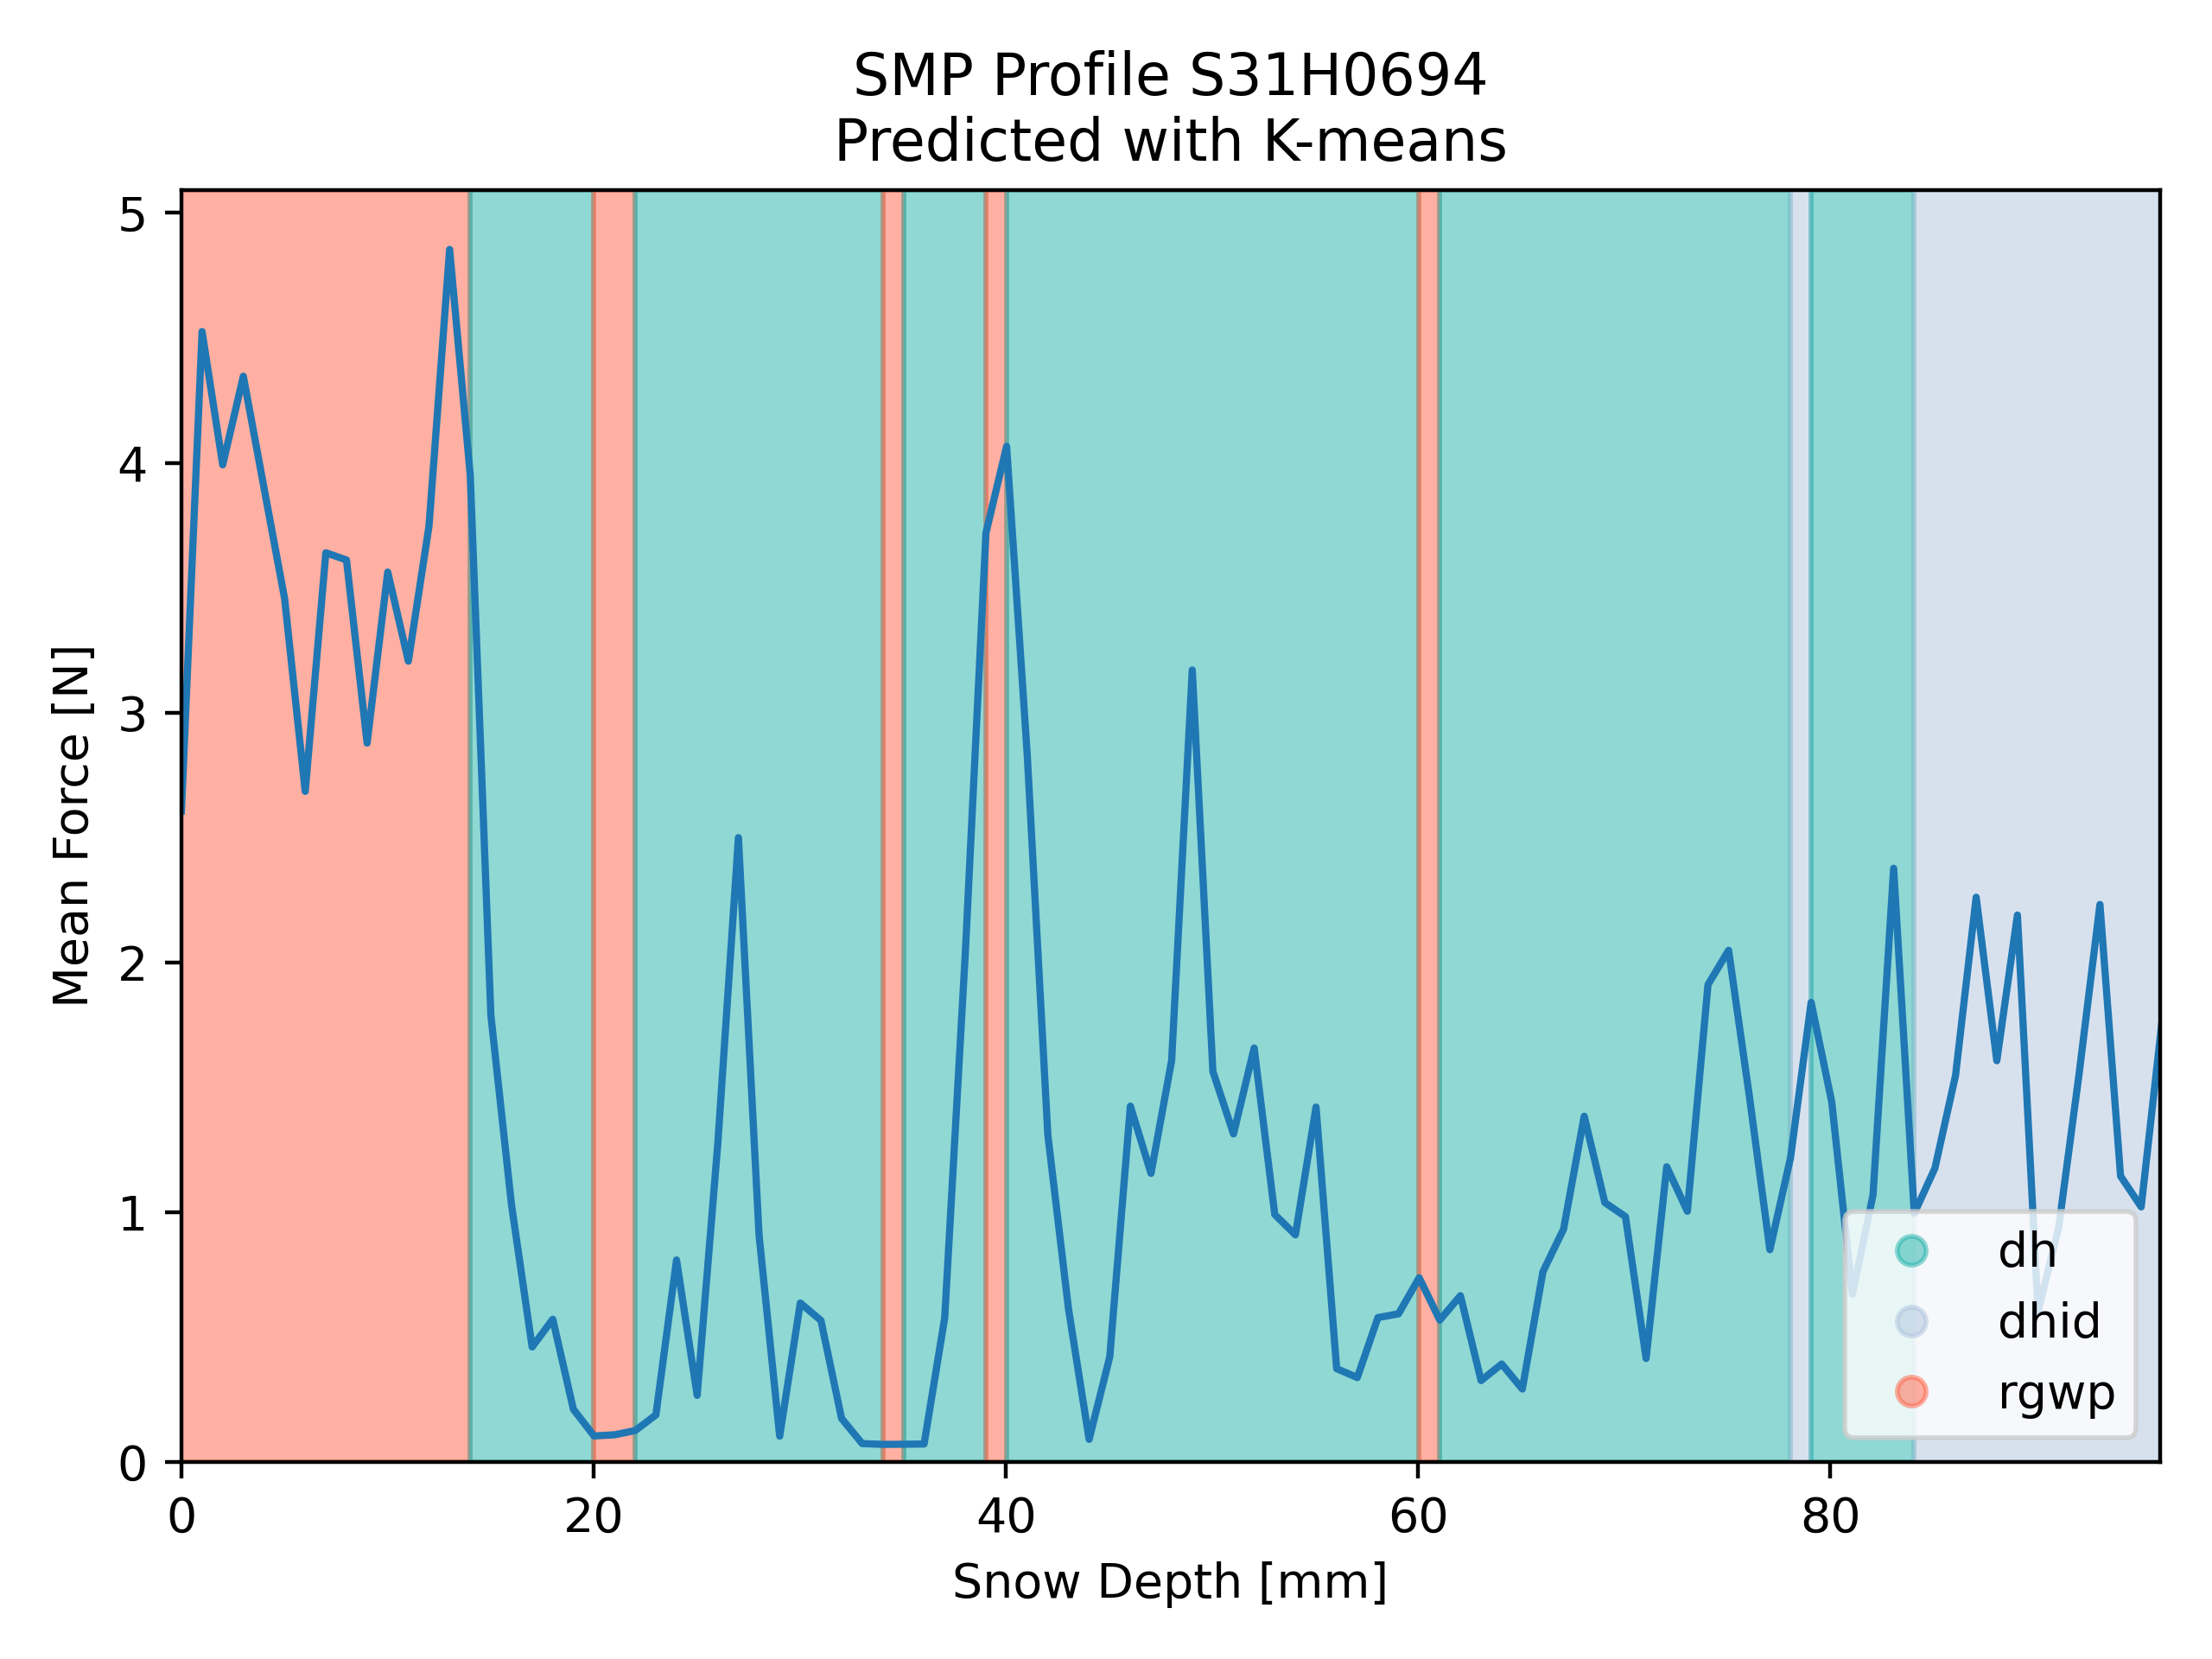 SMP Profile S31H0694
Predicted with K-means
5
4
3
2
1
0
Mean Force [N]
dh
dhid
rgwp
0 20 40 60 80
Snow Depth [mm]